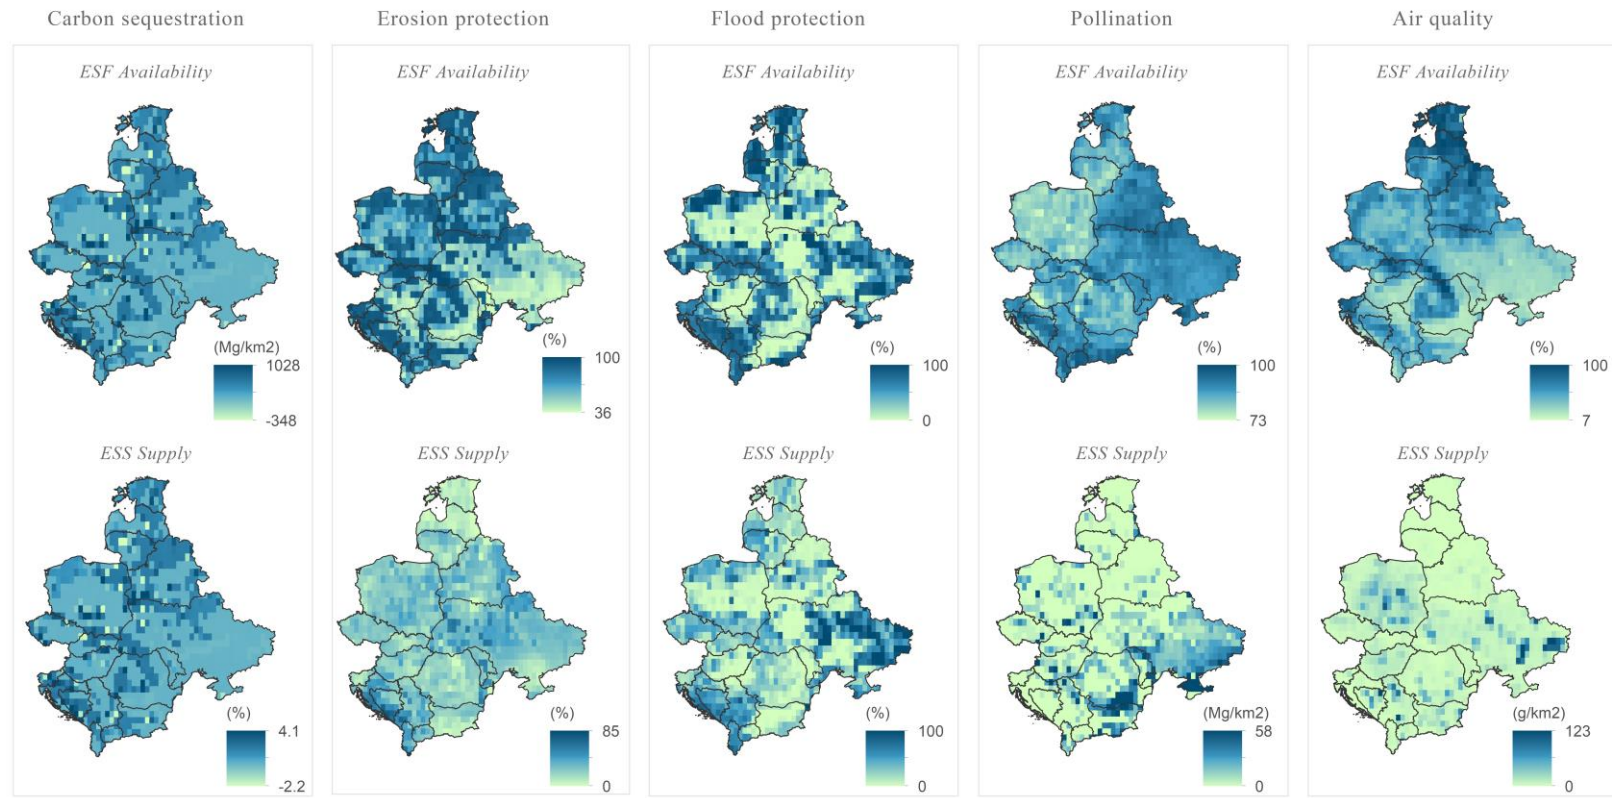 Carbon sequestration
Erosion protection
Flood protection
Pollination
Air quality
ESF Availability
ESF Availability
ESF Availability
ESF Availability
ESF Availability
(Mg/km2)
1028
-348
(%)
100
36
(%)
100
0
(%)
100
73
(%)
100
7
ESS Supply
ESS Supply
ESS Supply
ESS Supply
ESS Supply
(%)
4.1
-2.2
(%)
85
0
(%)
100
0
(Mg/km2)
58
0
(g/km2)
123
0